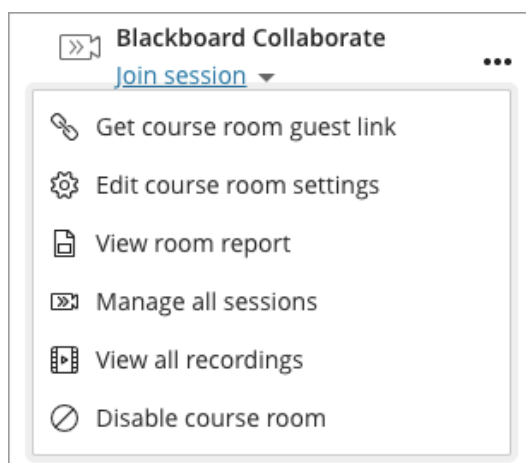 Blackboard Collaborate
Join session
Get course room guest link
Edit course room settings
View room report
Manage all sessions
View all recordings
Disable course room